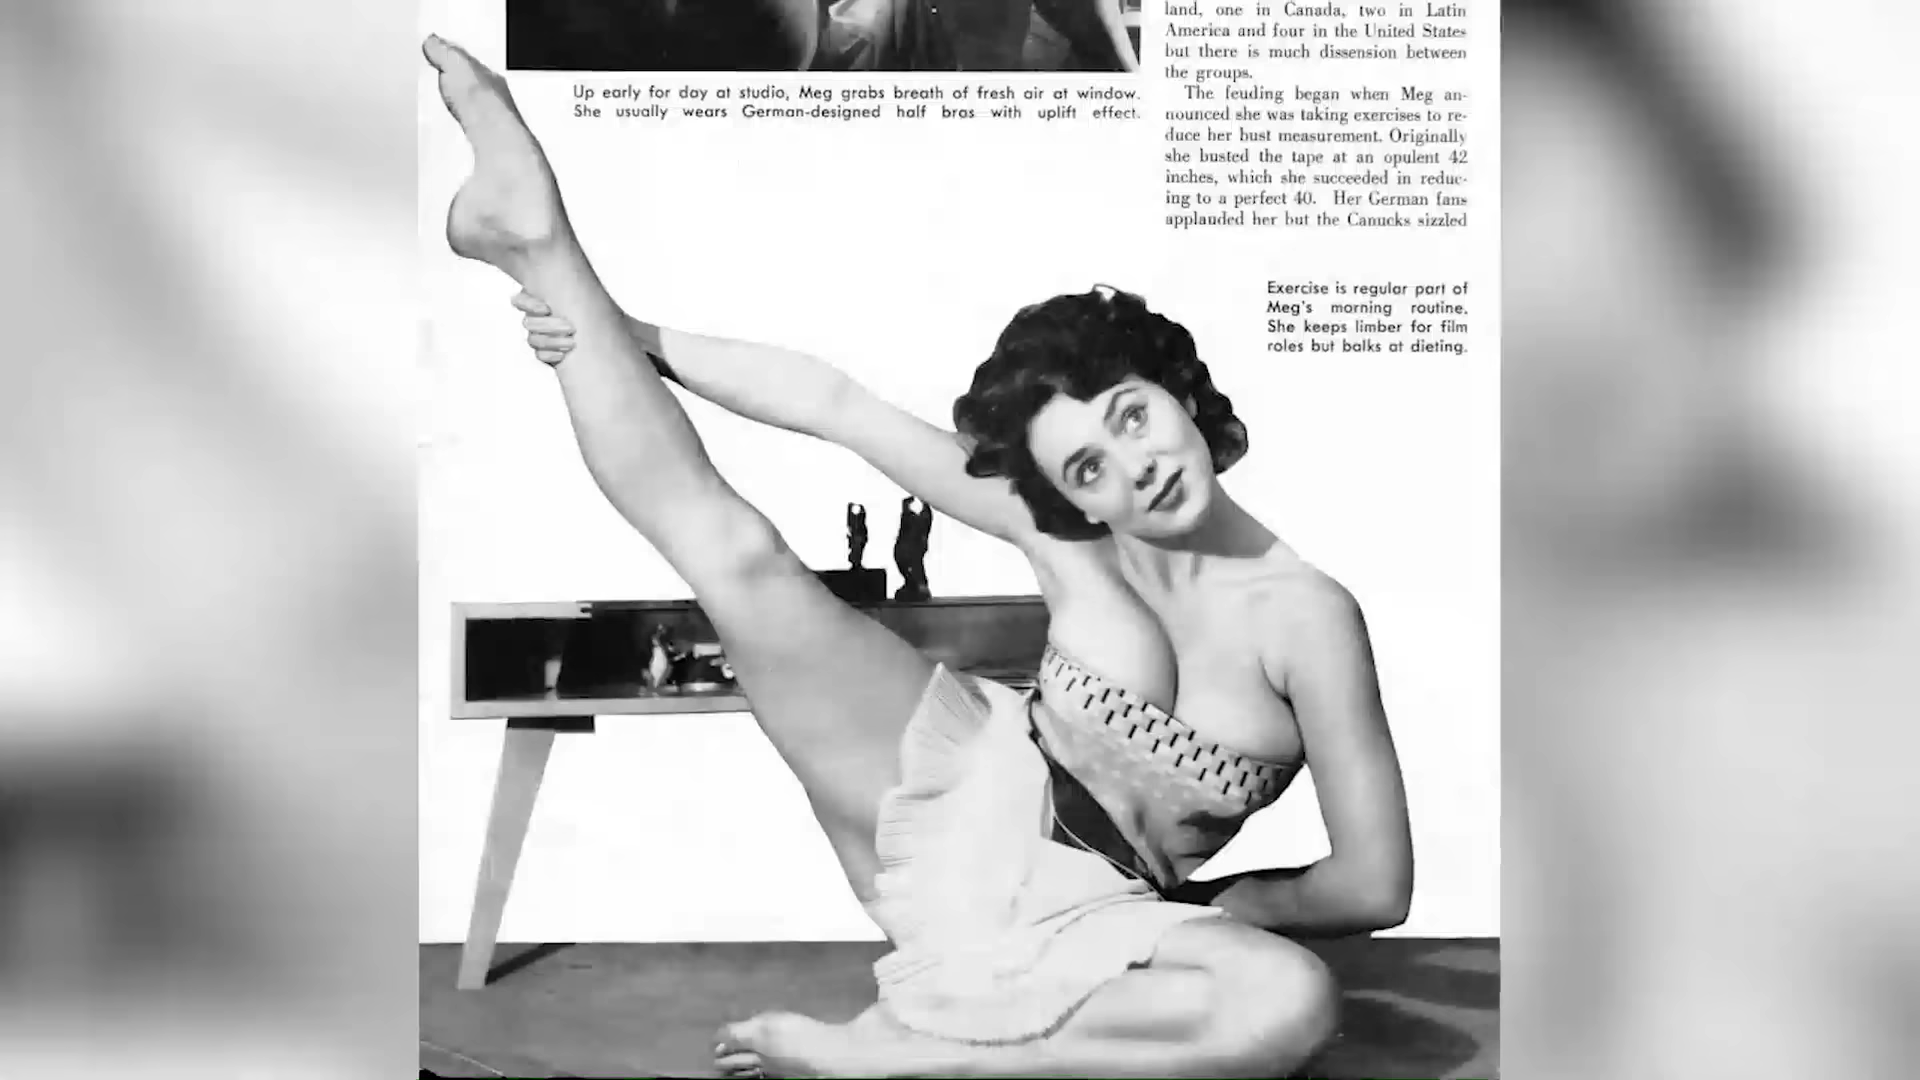 Up early for day at studio, Meg grabs breath of fresh air at window.
She usually wears German-designed half bras with uplift effect.
land, one in Canada, two in Latin
America and four in the United States
but there is much dissension between
the groups.
The feuding began when Meg an-
nounced she was taking exercises to re-
duce her bust measurement. Originally
she busted the tape at an opulent 42
inches, which she succeeded in reduc-
ing to a perfect 40. Her German fans
applauded her but the Canucks sizzled
Exercise is regular part of
Meg's morning routine.
She keeps limber for film
roles but balks at dieting.